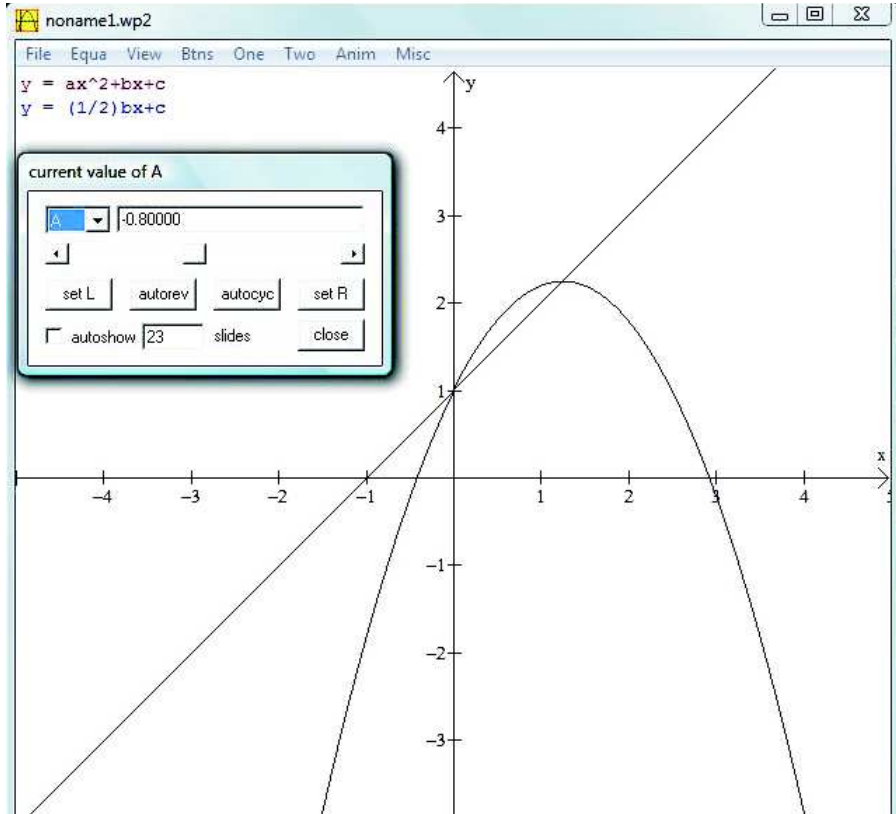 noname1.wp2
File Equa View Btns One Two Anim Misc
y = ax^2+bx+c
y = (1/2)bx+c
current value of A
A -0.80000
set L autorev autocyc set R
autoshow 23 slides close
y
4
3
2
1
x
−4 −3 −2 −1 1 2 3 4 5
−1
−2
−3